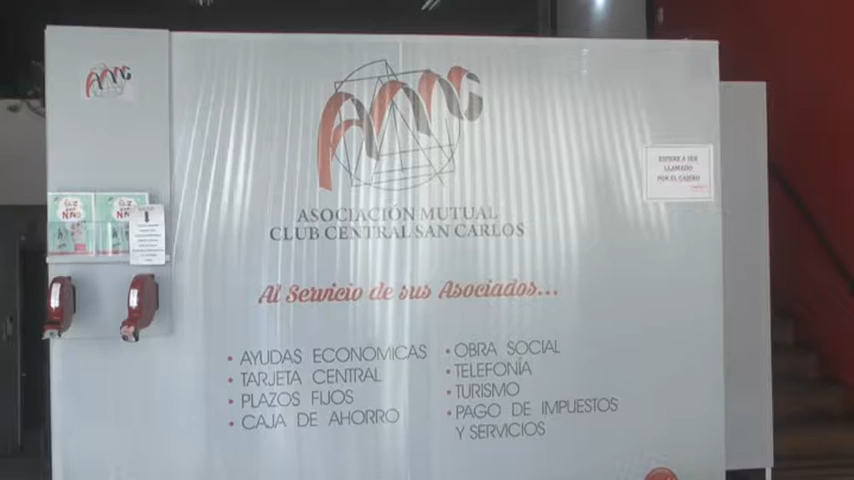 ASOCIACIÓN MUTUAL
CLUB CENTRAL SAN CARLOS
Al Servicio de sus Asociados...
• AYUDAS ECONOMICAS
• TARJETA CENTRAL
• PLAZOS FIJOS
• CAJA DE AHORRO
• OBRA SOCIAL
• TELEFONÍA
• TURISMO
• PAGO DE IMPUESTOS
Y SERVICIOS
ESPERE A SER
LLAMADO
POR EL CAJERO